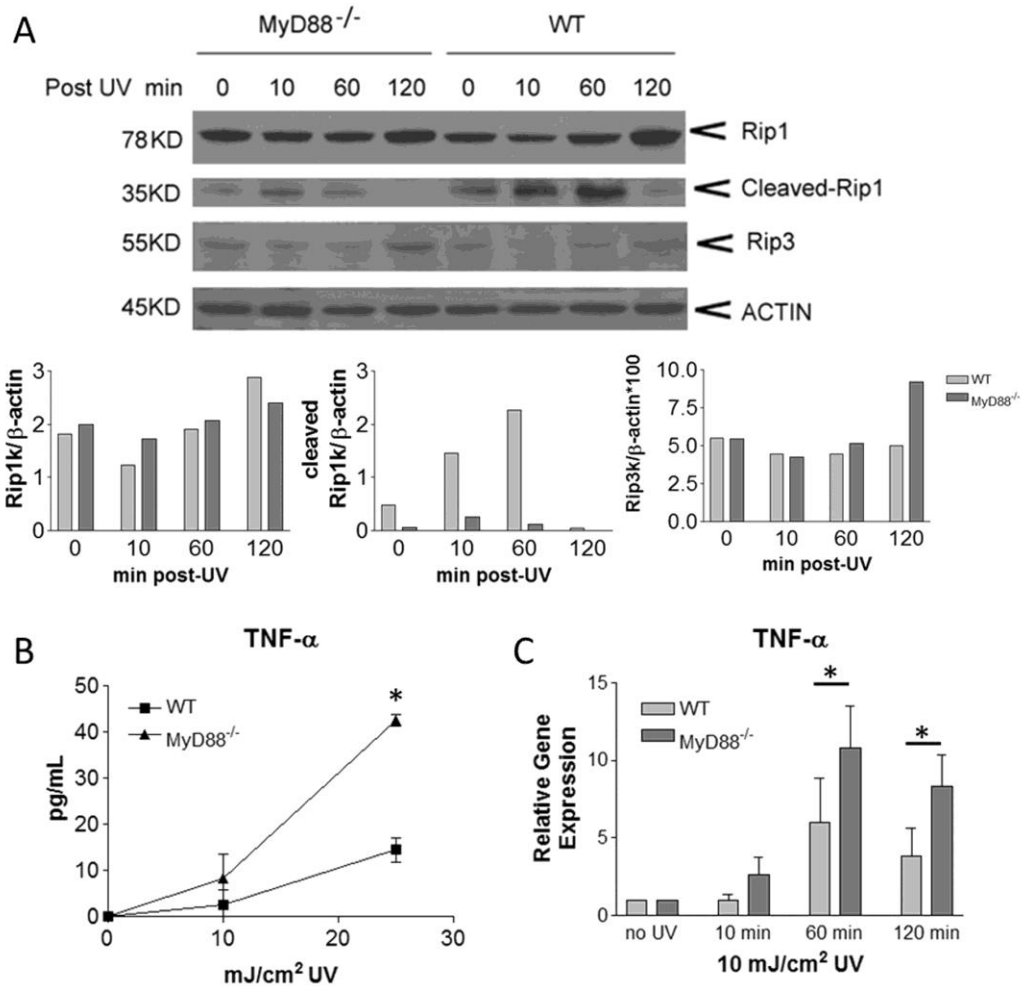 A
MyD88-/- WT
Post UV min 0 10 60 120 0 10 60 120
78KD Rip1
35KD Cleaved-Rip1
55KD Rip3
45KD ACTIN
Rip1k/β-actin
3
2
1
0
0 10 60 120
min post-UV
cleaved
Rip1k/β-actin
3
2
1
0
0 10 60 120
min post-UV
Rip3k/β-actin*100
10.0
7.5
5.0
2.5
0.0
0 10 60 120
min post-UV
WT
MyD88-/-
B
TNF-α
pg/mL
50
40
30
20
10
0
WT
MyD88-/-
*
0 10 20 30
mJ/cm2 UV
C
TNF-α
Relative Gene
Expression
15
10
5
0
WT
MyD88-/-
*
*
no UV 10 min 60 min 120 min
10 mJ/cm2 UV